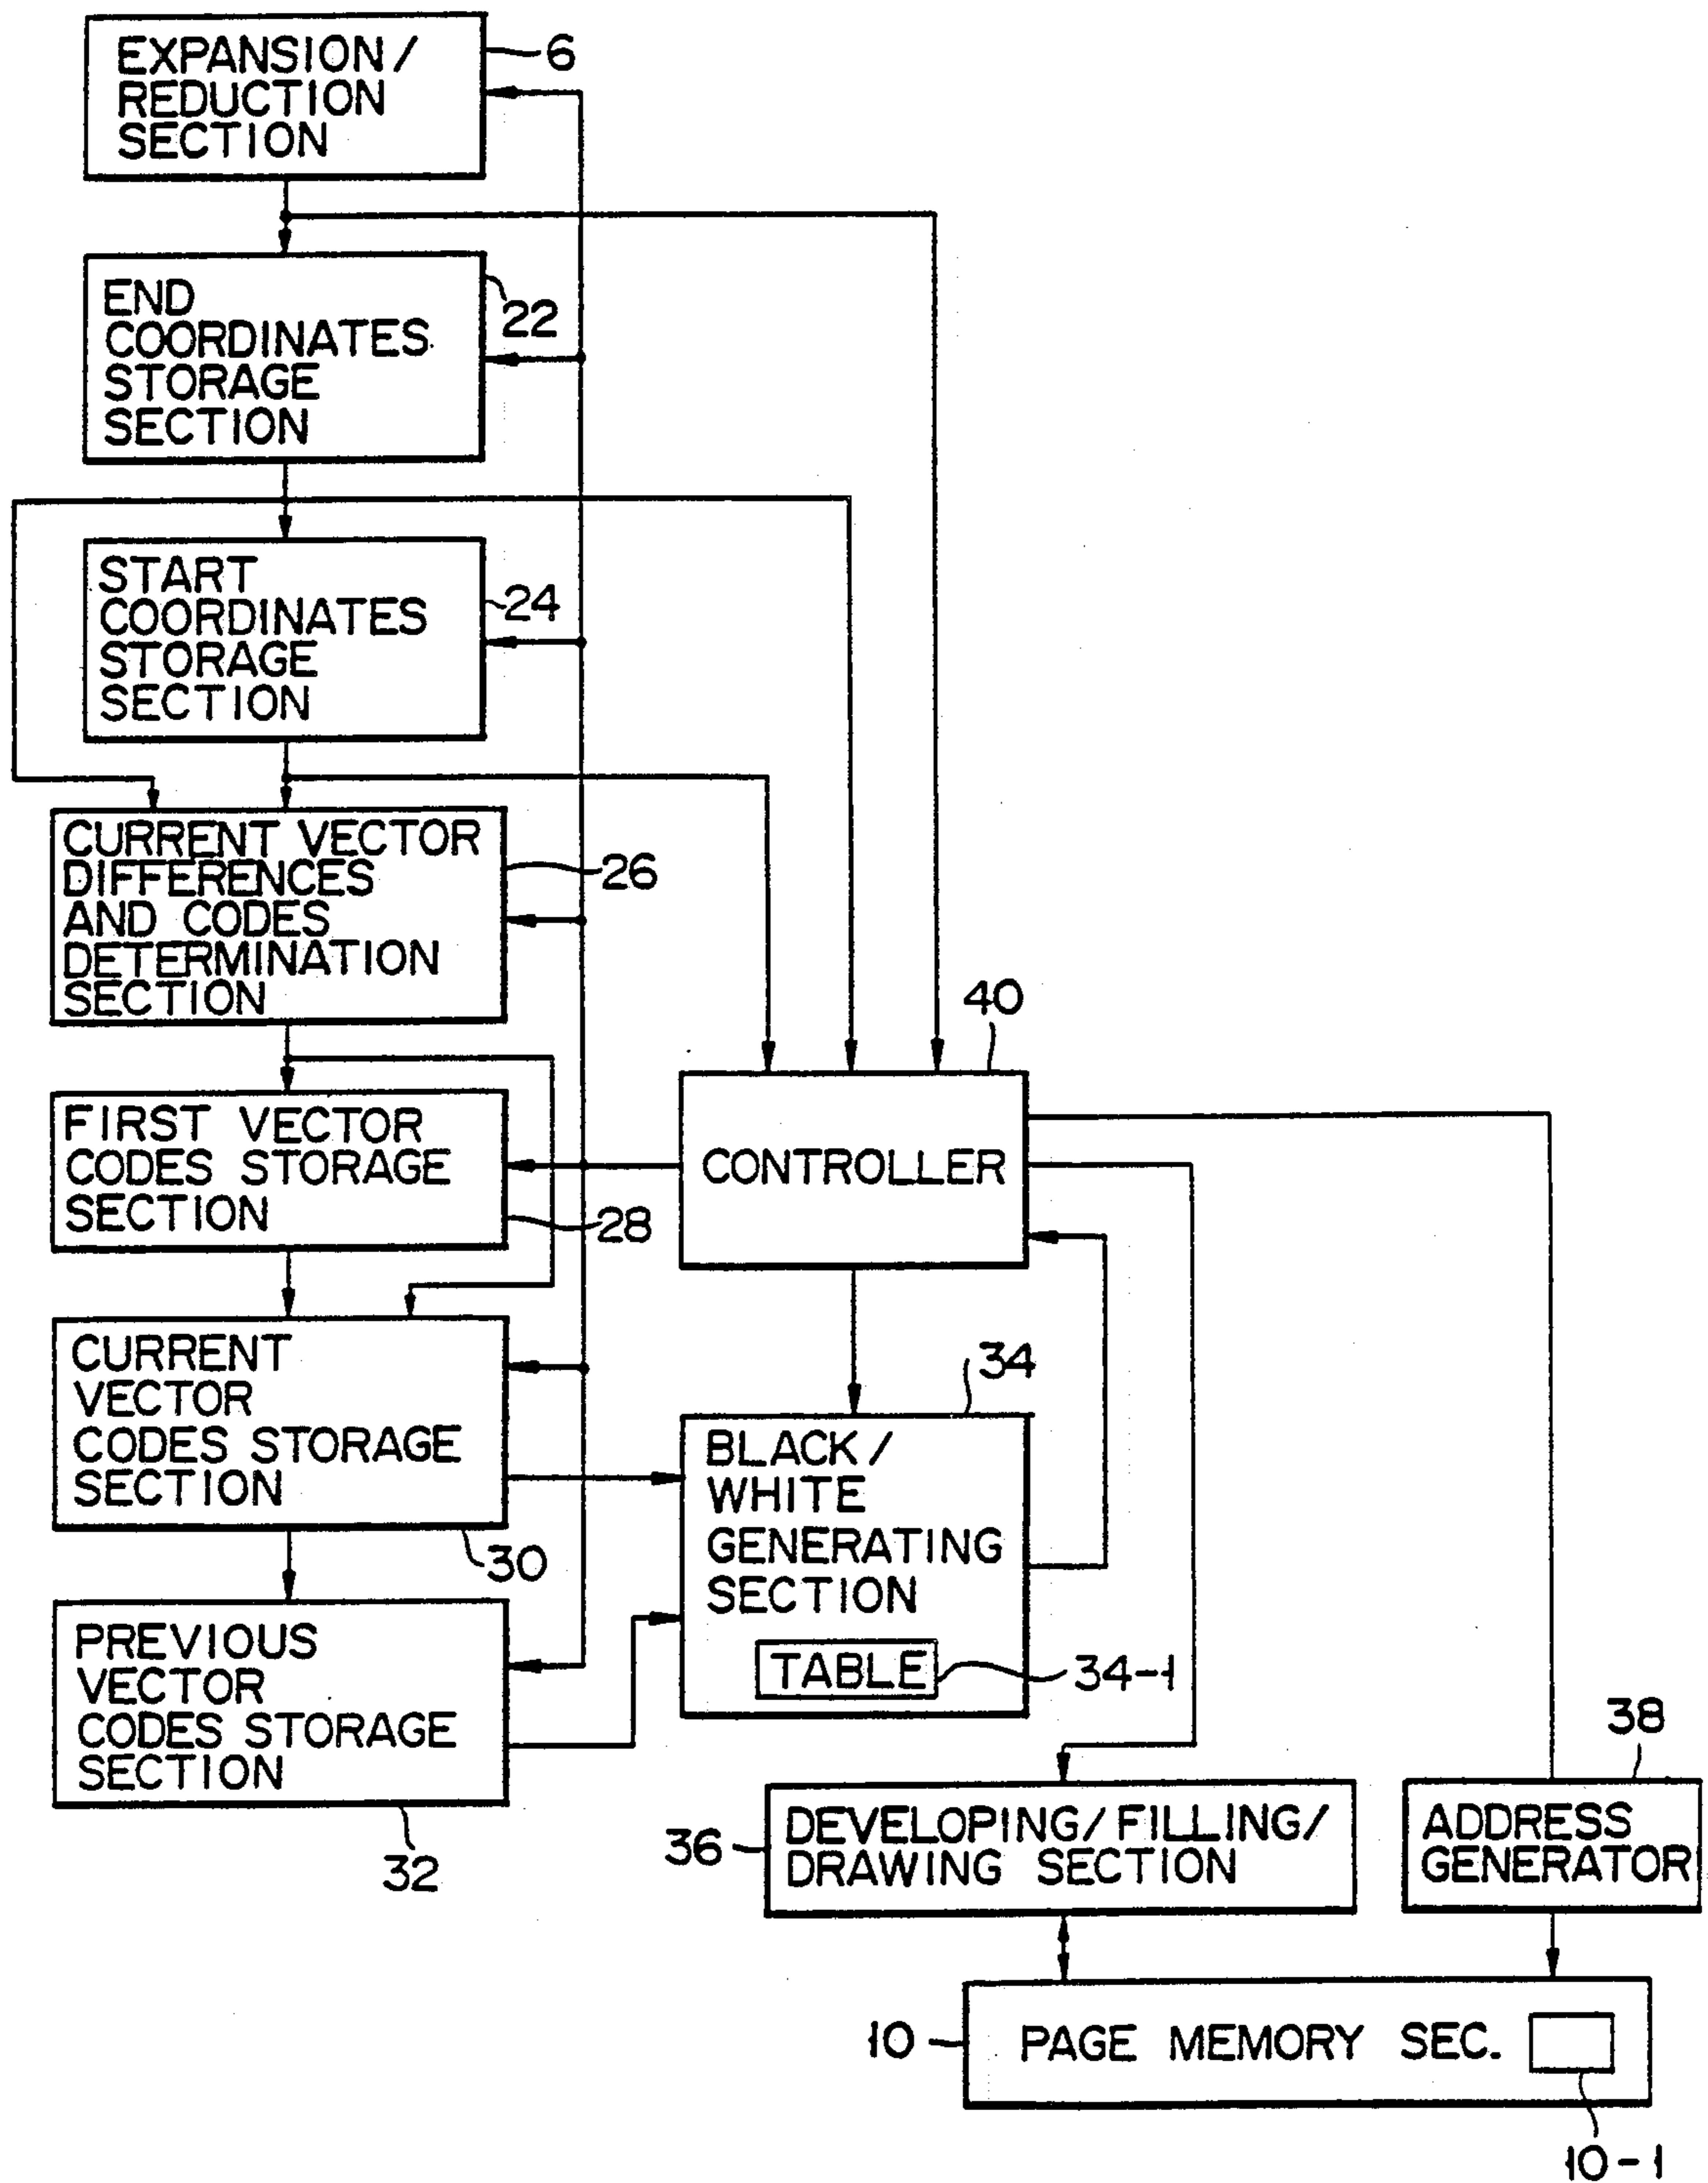 EXPANSION/
REDUCTION
SECTION
6
END
COORDINATES
STORAGE
SECTION
22
START
COORDINATES
STORAGE
SECTION
24
CURRENT VECTOR
DIFFERENCES
AND CODES
DETERMINATION
SECTION
26
FIRST VECTOR
CODES STORAGE
SECTION
28
40
CONTROLLER
CURRENT
VECTOR
CODES STORAGE
SECTION
30
34
BLACK/
WHITE
GENERATING
SECTION
TABLE
34-1
PREVIOUS
VECTOR
CODES STORAGE
SECTION
32
36
DEVELOPING/FILLING/
DRAWING SECTION
38
ADDRESS
GENERATOR
10
PAGE MEMORY SEC.
10-1